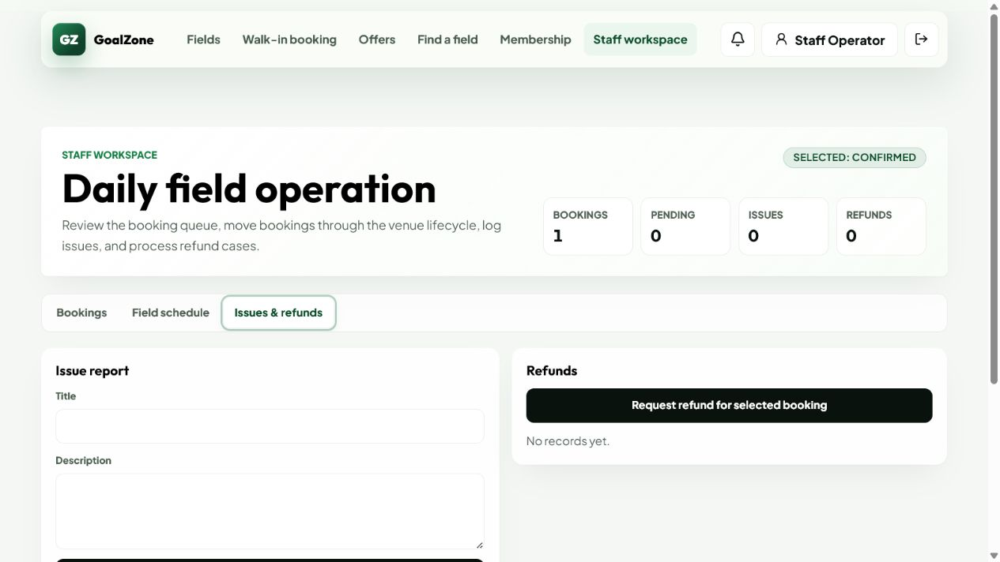 GZ GoalZone Fields Walk-in booking Offers Find a field Membership Staff workspace Staff Operator
STAFF WORKSPACE
SELECTED: CONFIRMED
Daily field operation
Review the booking queue, move bookings through the venue lifecycle, log
issues, and process refund cases.
BOOKINGS PENDING ISSUES REFUNDS
1 0 0 0
Bookings Field schedule Issues & refunds
Issue report
Title
Description
Refunds
Request refund for selected booking
No records yet.